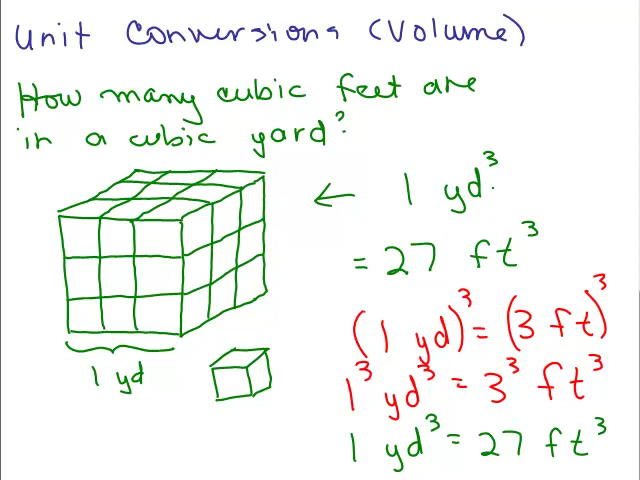 Unit Conversions (Volume)
How many cubic feet are
in a cubic yard?
← 1 yd³
= 27 ft³
(1 yd)³ = (3 ft)³
1³ yd³ = 3³ ft³
1 yd³ = 27 ft³
1 yd